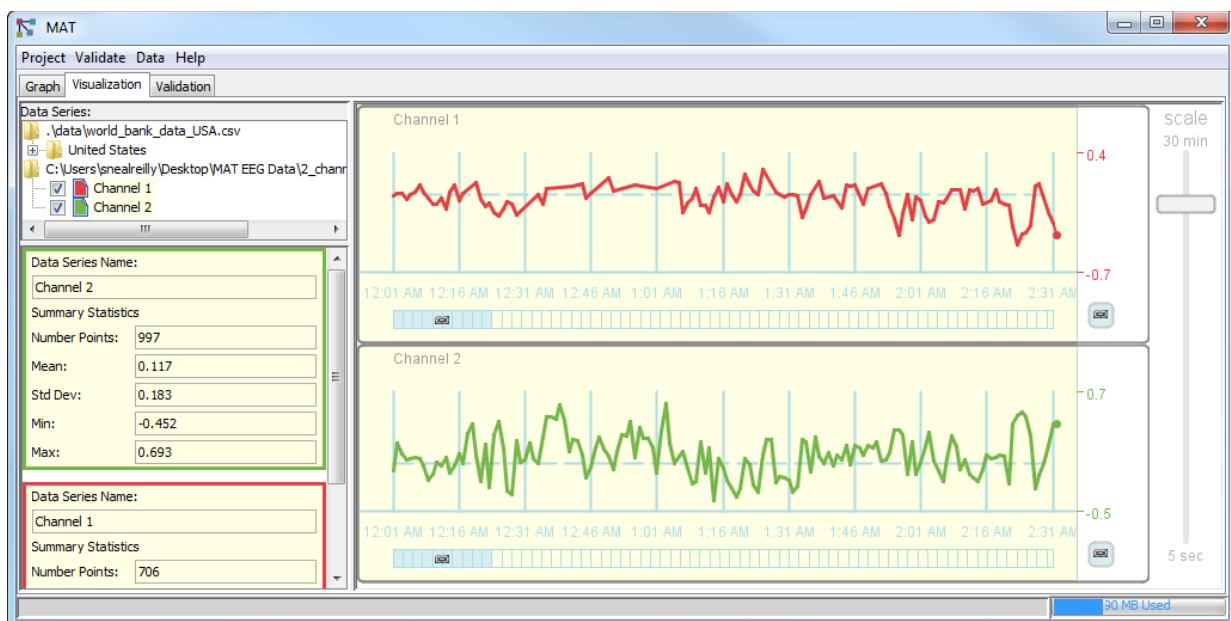 MAT
Project Validate Data Help
Graph Visualization Validation
Data Series:
.\data\world_bank_data_USA.csv
United States
C:\Users\snealreilly\Desktop\MAT EEG Data\2_chann
Channel 1
Channel 2
Data Series Name:
Channel 2
Summary Statistics
Number Points: 997
Mean: 0.117
Std Dev: 0.183
Min: -0.452
Max: 0.693
Data Series Name:
Channel 1
Summary Statistics
Number Points: 706
Channel 1
0.4
-0.7
12:01 AM 12:16 AM 12:31 AM 12:46 AM 1:01 AM 1:16 AM 1:31 AM 1:46 AM 2:01 AM 2:16 AM 2:31 AM
Channel 2
0.7
-0.5
12:01 AM 12:16 AM 12:31 AM 12:46 AM 1:01 AM 1:16 AM 1:31 AM 1:46 AM 2:01 AM 2:16 AM 2:31 AM
scale
30 min
5 sec
90 MB Used